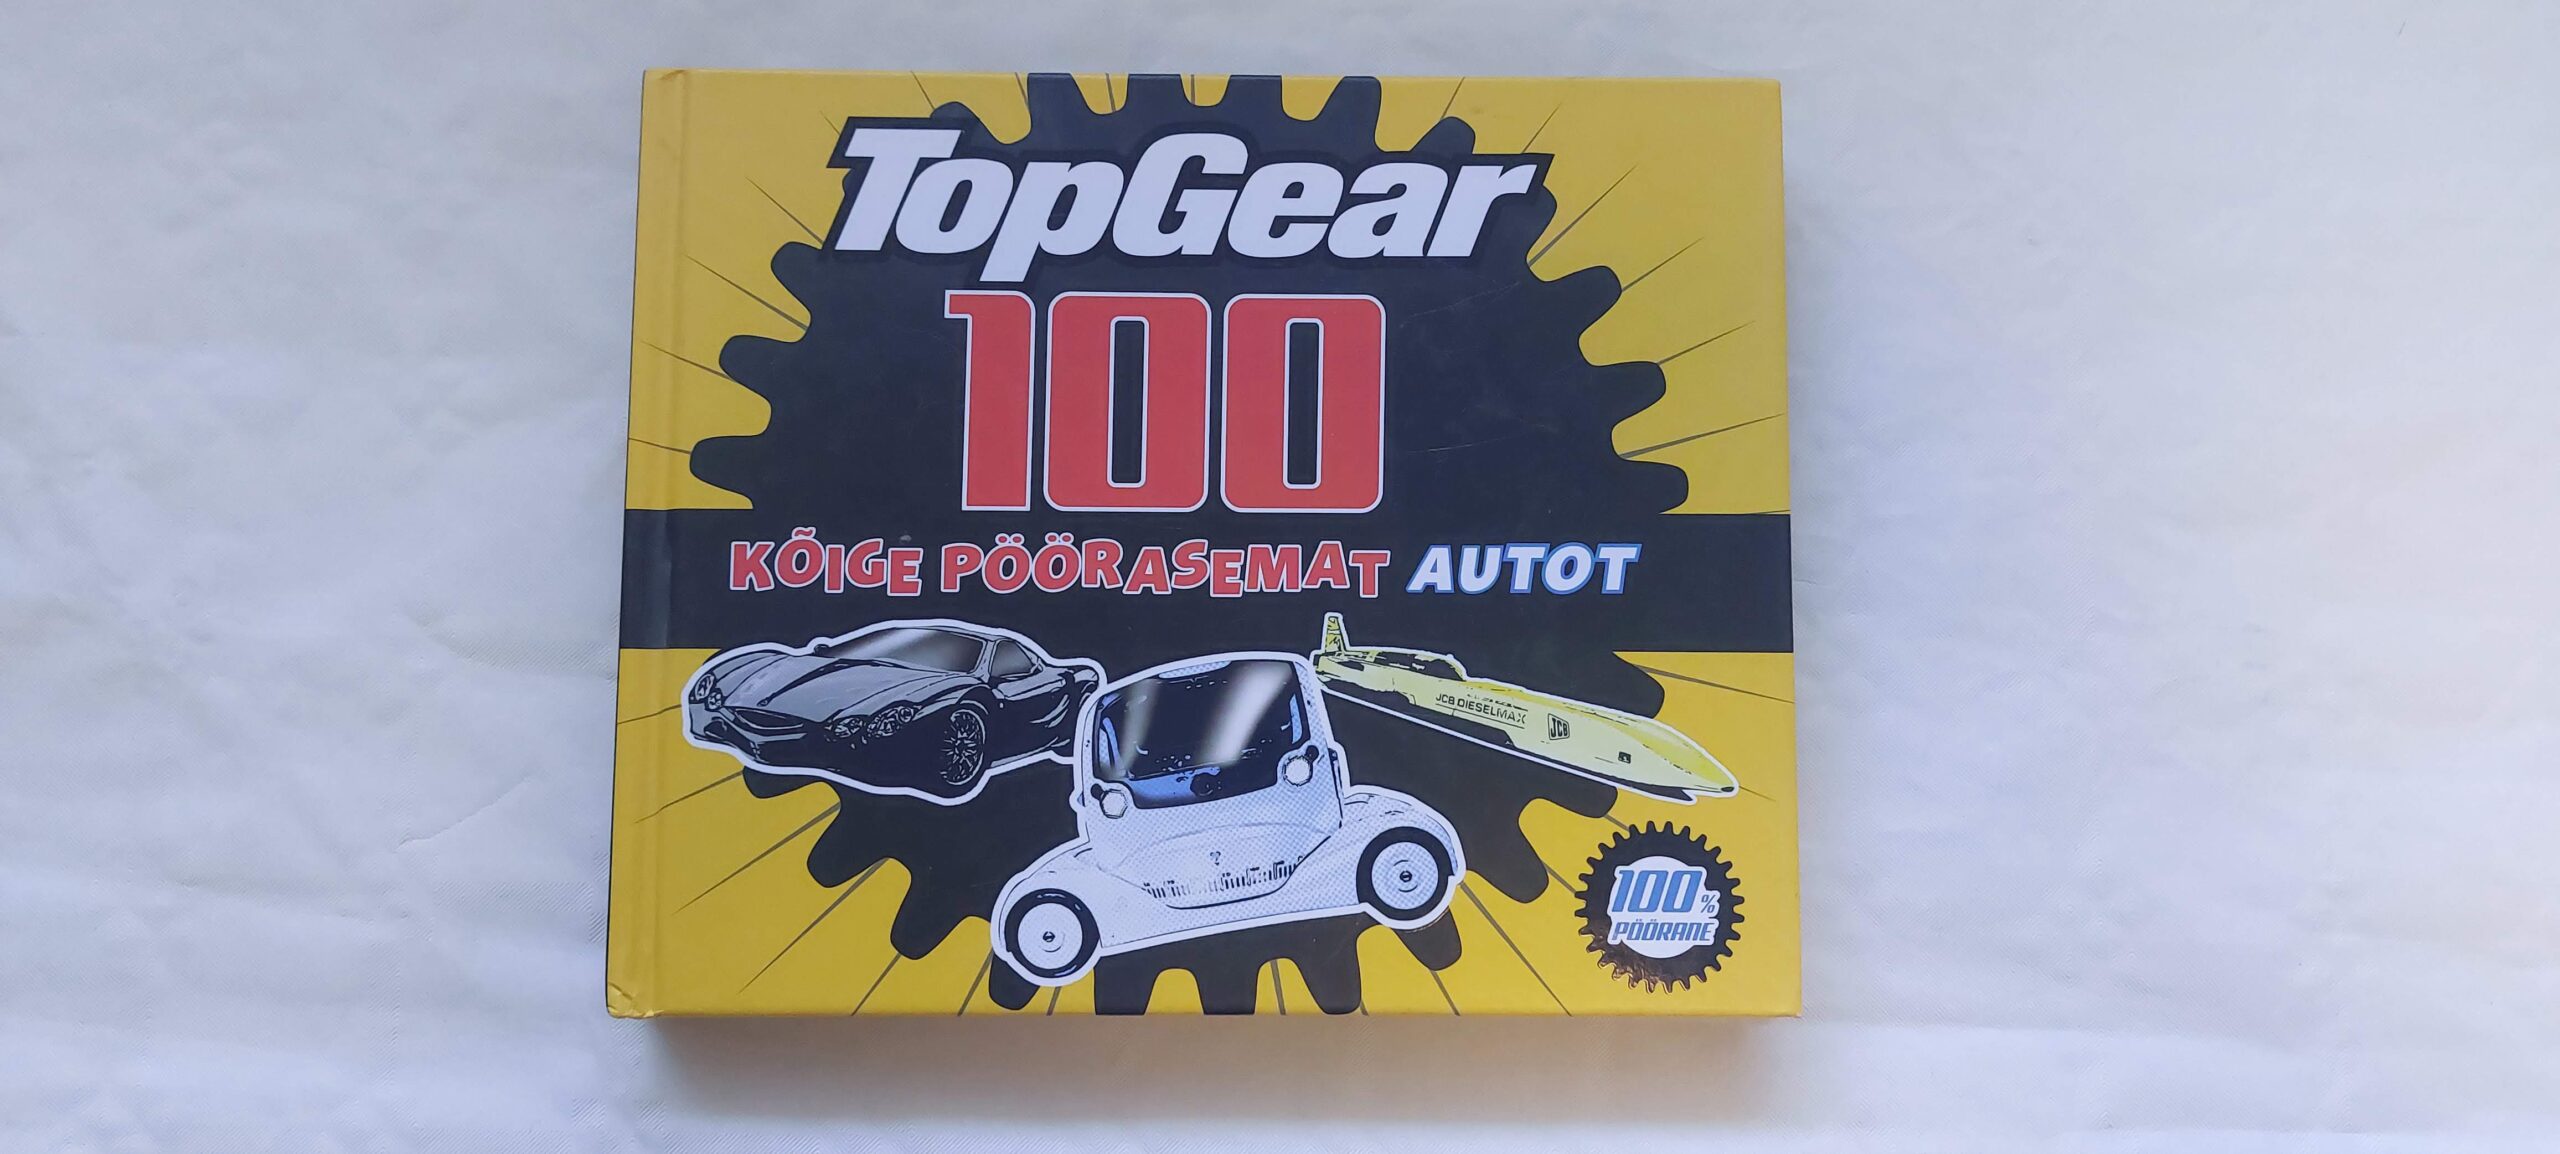 TopGear
100
KÕIGE PÖÖRASEMAT AUTOT
JCB DIESELMAX
JCB
100%
PÖÖRANE